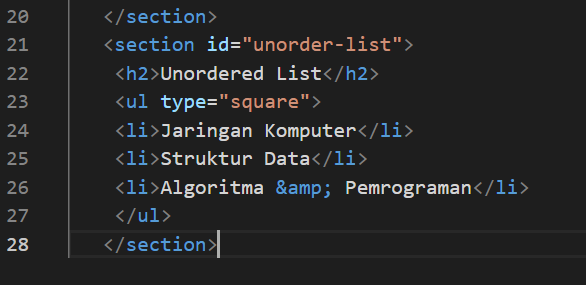 20 </section>
21 <section id="unorder-list">
22 <h2>Unordered List</h2>
23 <ul type="square">
24 <li>Jaringan Komputer</li>
25 <li>Struktur Data</li>
26 <li>Algoritma &amp; Pemrograman</li>
27 </ul>
28 </section>